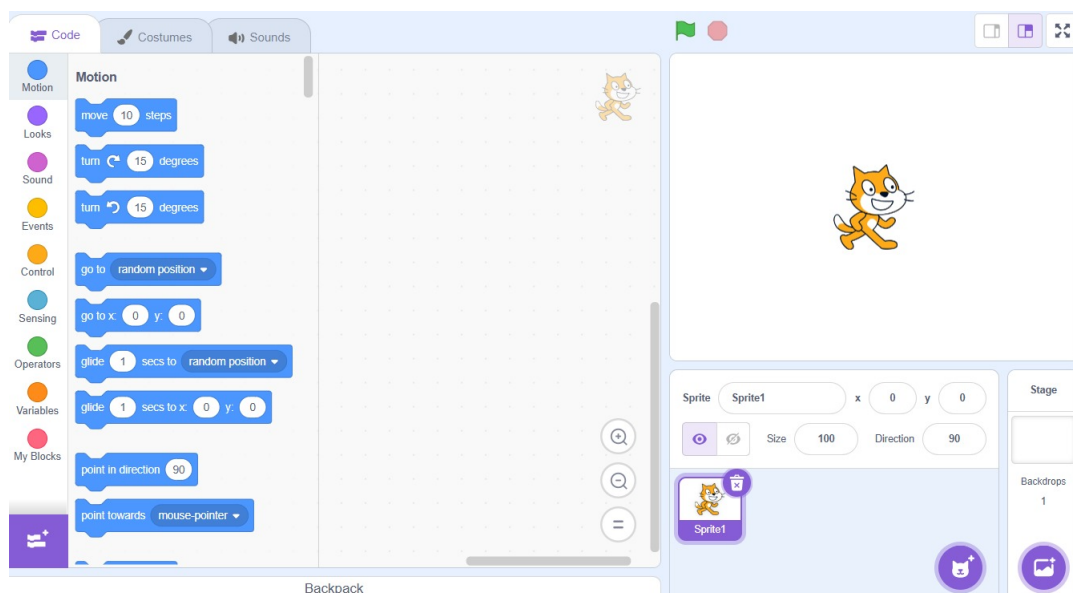 Code
Costumes
Sounds
Motion
Looks
Sound
Events
Control
Sensing
Operators
Variables
My Blocks
Motion
move 10 steps
turn 15 degrees
turn 15 degrees
go to random position
go to x: 0 y: 0
glide 1 secs to random position
glide 1 secs to x: 0 y: 0
point in direction 90
point towards mouse-pointer
Backpack
Sprite Sprite1 x 0 y 0
Size 100 Direction 90
Sprite1
Stage
Backdrops
1